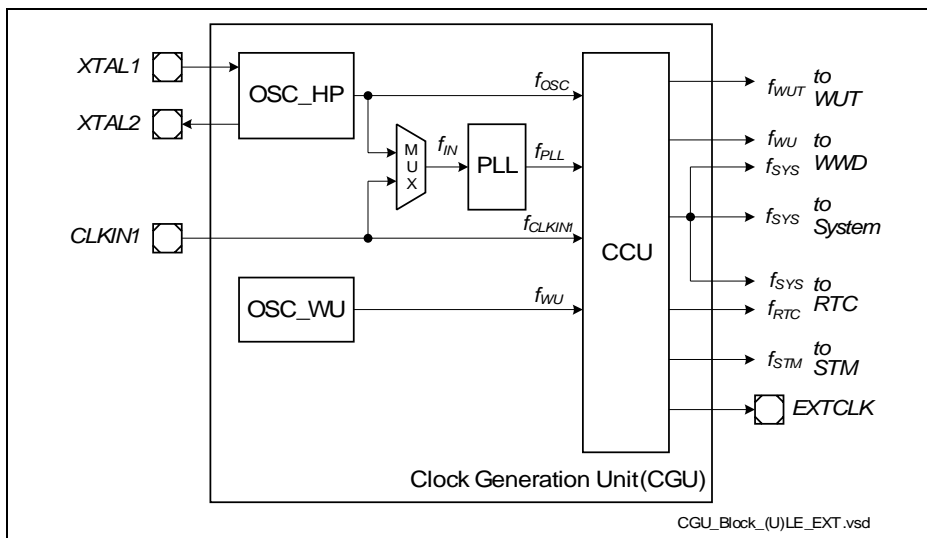 XTAL1
OSC_HP
XTAL2
fOSC
fWUT to WUT
MUX
fIN
PLL
fPLL
fWU to WWD
fSYS
CLKIN1
fCLKIN1
CCU
fSYS to System
OSC_WU
fWU
fSYS to RTC
fRTC
fSTM to STM
EXTCLK
Clock Generation Unit (CGU)
CGU_Block_(U)LE_EXT.vsd